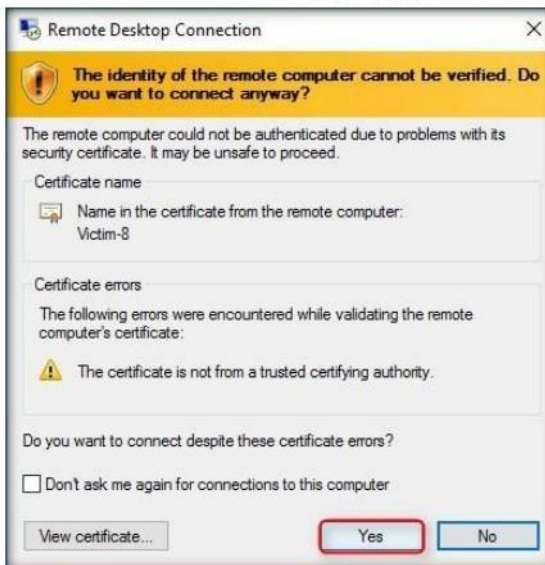 Remote Desktop Connection
The identity of the remote computer cannot be verified. Do
you want to connect anyway?
The remote computer could not be authenticated due to problems with its
security certificate. It may be unsafe to proceed.
Certificate name
Name in the certificate from the remote computer:
Victim-8
Certificate errors
The following errors were encountered while validating the remote
computer's certificate:
The certificate is not from a trusted certifying authority.
Do you want to connect despite these certificate errors?
Don't ask me again for connections to this computer
View certificate... Yes No